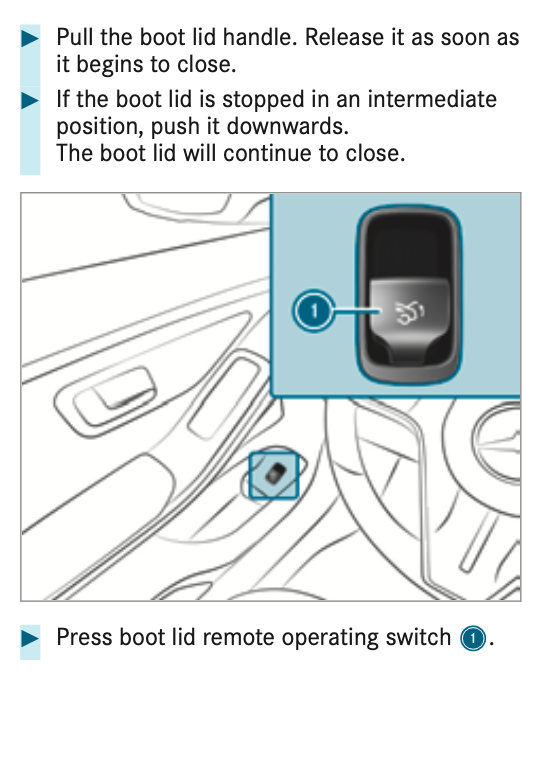 Pull the boot lid handle. Release it as soon as
it begins to close.
If the boot lid is stopped in an intermediate
position, push it downwards.
The boot lid will continue to close.
1
Press boot lid remote operating switch 1.